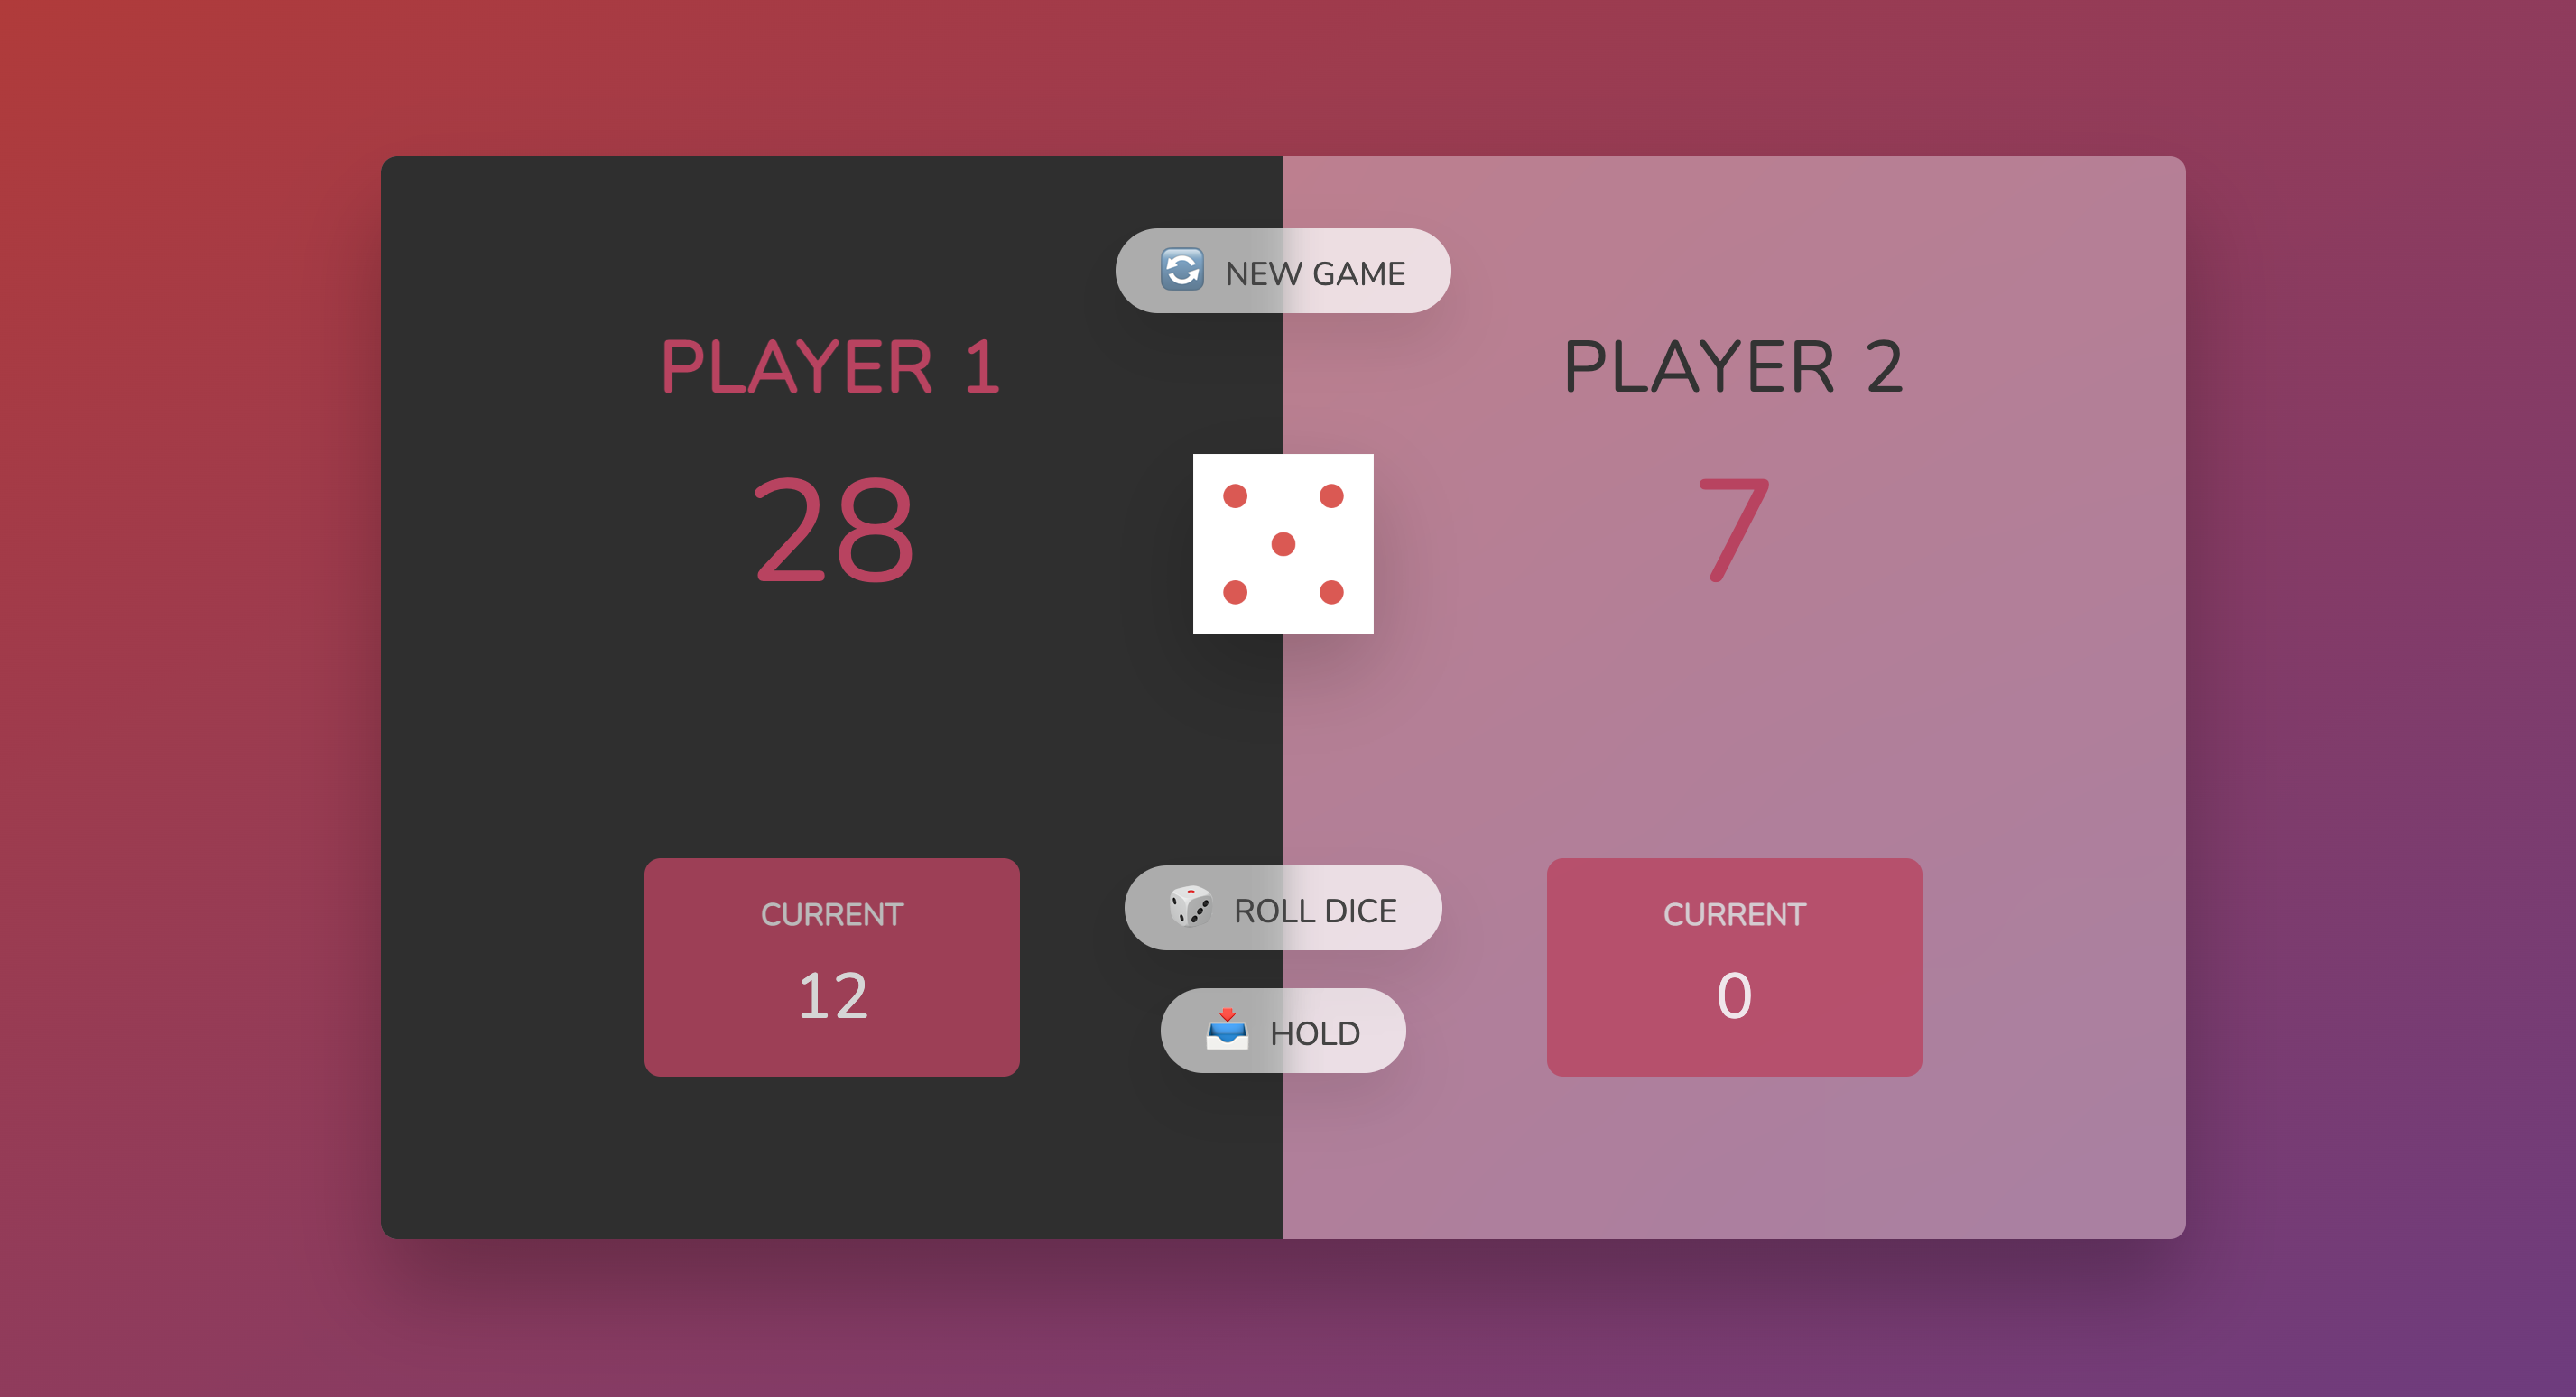 NEW GAME
PLAYER 1
28
PLAYER 2
7
CURRENT
12
ROLL DICE
HOLD
CURRENT
0